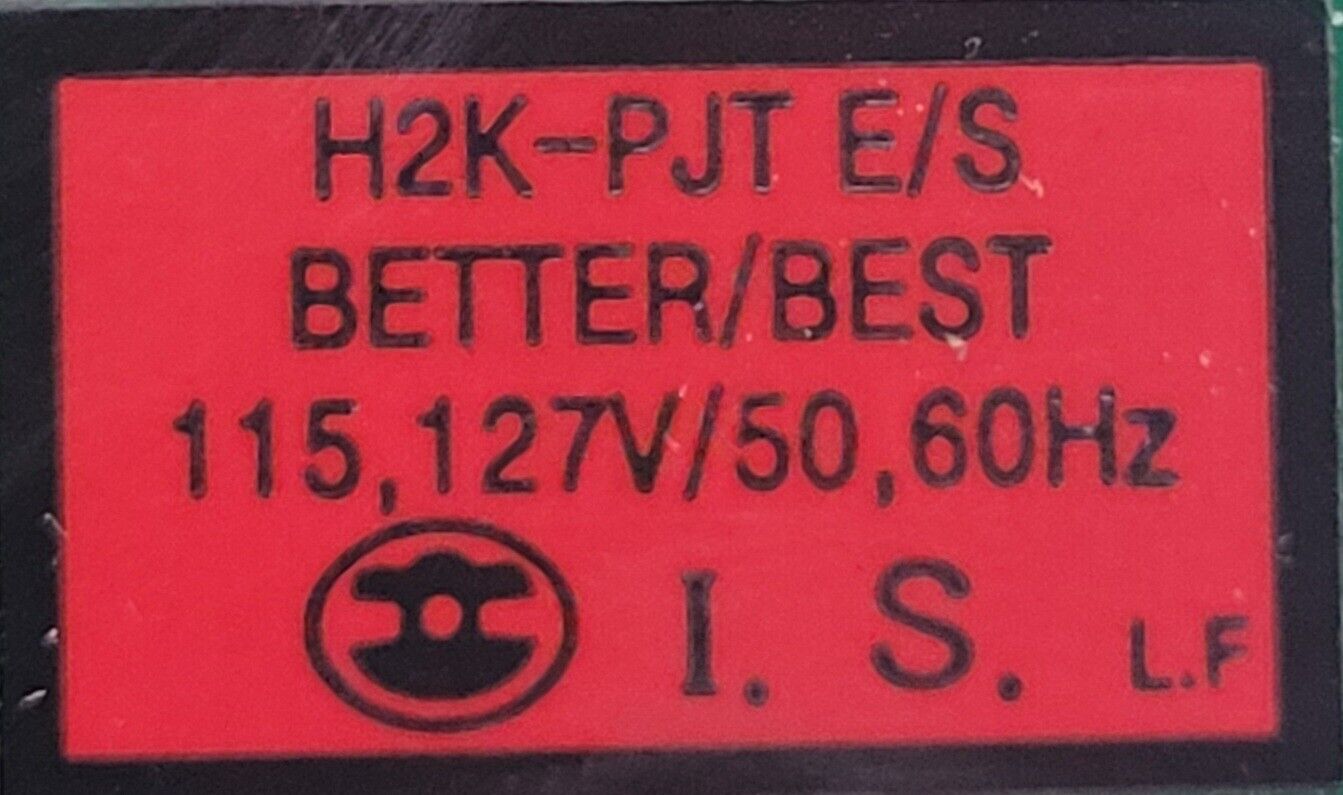 H2K-PJT E/S
BETTER/BEST
115,127V/50,60Hz
I. S. L.F